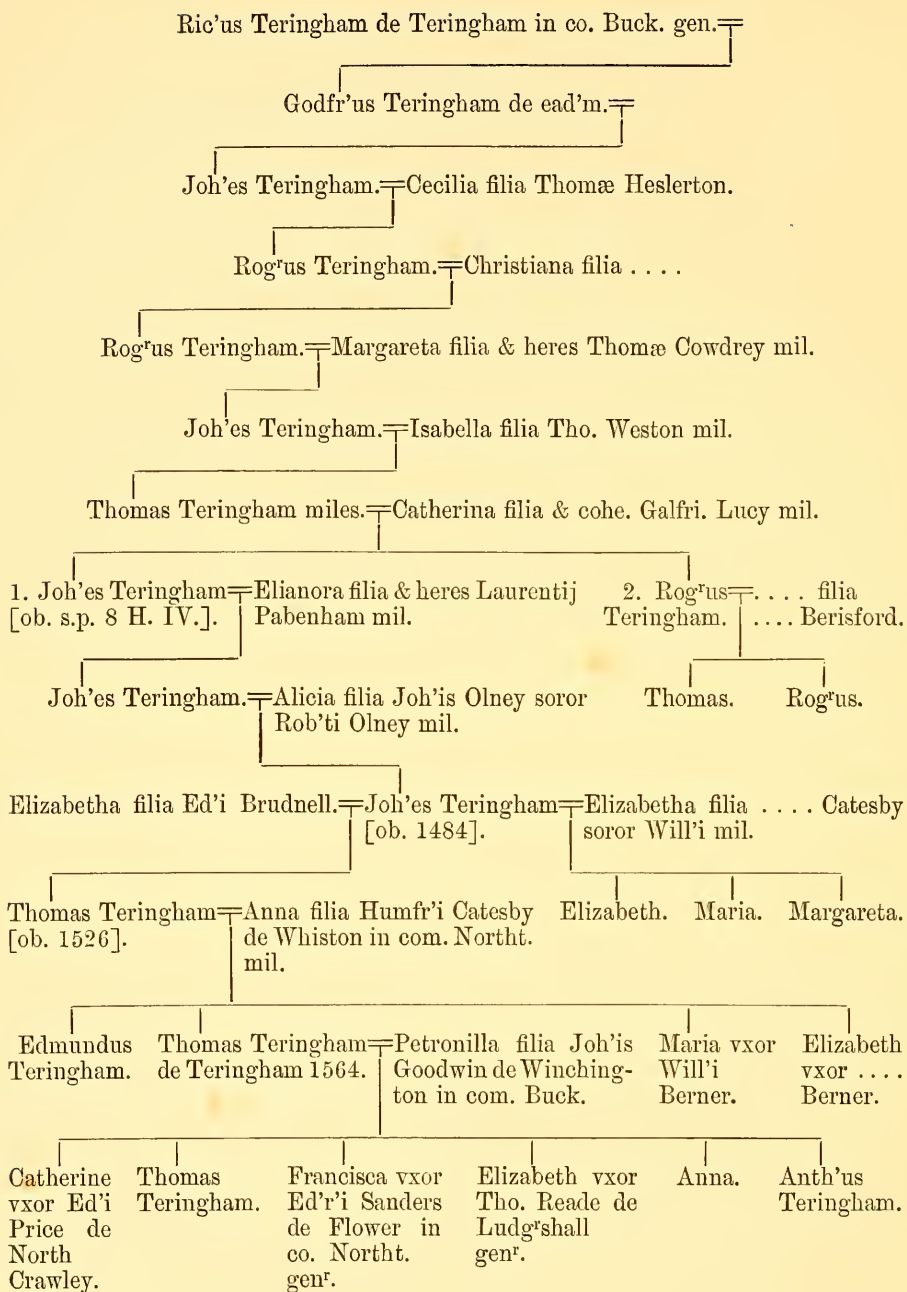 Ric'us Teringham de Teringham in co. Buck. gen.
Godfr'us Teringham de ead'm.
Joh'es Teringham. Cecilia filia Thomæ Heslerton.
Rogʳus Teringham. Christiana filia . . . .
Rogʳus Teringham. Margareta filia & heres Thomæ Cowdrey mil.
Joh'es Teringham. Isabella filia Tho. Weston mil.
Thomas Teringham miles. Catherina filia & cohe. Galfri. Lucy mil.
1. Joh'es Teringham
[ob. s.p. 8 H. IV.].
Elianora filia & heres Laurentij
Pabenham mil.
2. Rogʳus
Teringham.
. . . . filia
. . . . Berisford.
Joh'es Teringham.
Alicia filia Joh'is Olney soror
Rob'ti Olney mil.
Thomas.
Rogʳus.
Elizabetha filia Ed'i Brudnell.
Joh'es Teringham
[ob. 1484].
Elizabetha filia . . . . Catesby
soror Will'i mil.
Thomas Teringham
[ob. 1526].
Anna filia Humfr'i Catesby
de Whiston in com. Northt.
mil.
Elizabeth.
Maria.
Margareta.
Edmundus
Teringham.
Thomas Teringham
de Teringham 1564.
Petronilla filia Joh'is
Goodwin de Winching-
ton in com. Buck.
Maria vxor
Will'i
Berner.
Elizabeth
vxor . . . .
Berner.
Catherine
vxor Ed'i
Price de
North
Crawley.
Thomas
Teringham.
Francisca vxor
Ed'r'i Sanders
de Flower in
co. Northt.
genʳ.
Elizabeth vxor
Tho. Reade de
Ludgʳshall
genʳ.
Anna.
Anth'us
Teringham.